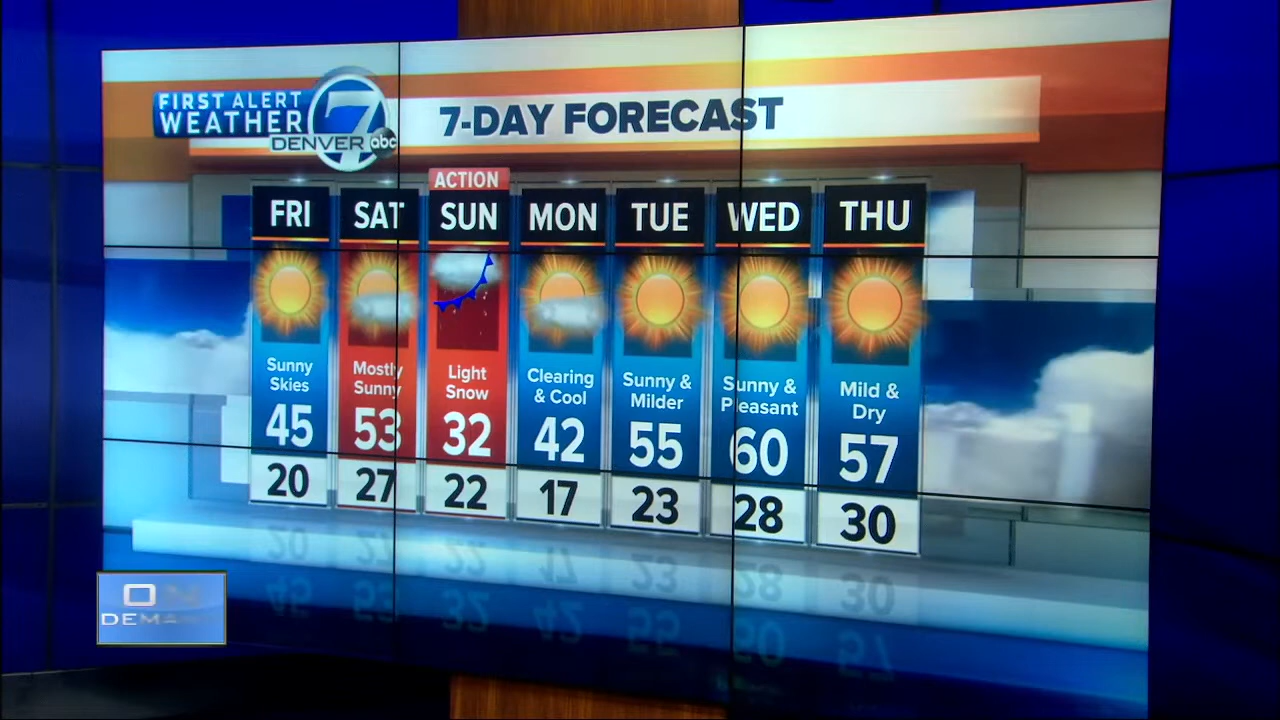 FIRST ALERT
WEATHER
7
DENVER
abc
7-DAY FORECAST
ACTION
FRI SAT SUN MON TUE WED THU
Sunny
Skies
Mostly
Sunny
Light
Snow
Clearing
& Cool
Sunny &
Milder
Sunny &
Pleasant
Mild &
Dry
45 53 32 42 55 60 57
20 27 22 17 23 28 30